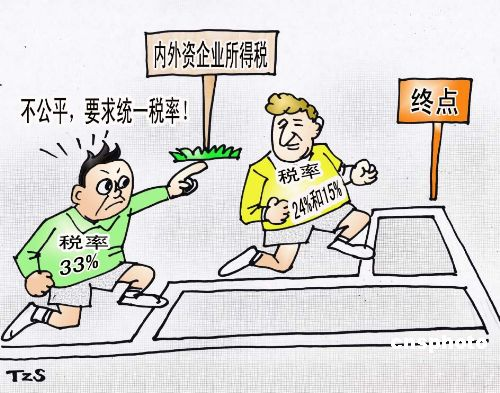 内外资企业所得税
不公平，要求统一税率！
终点
税率
24%和15%
税率
33%
TZS
cnsphoto